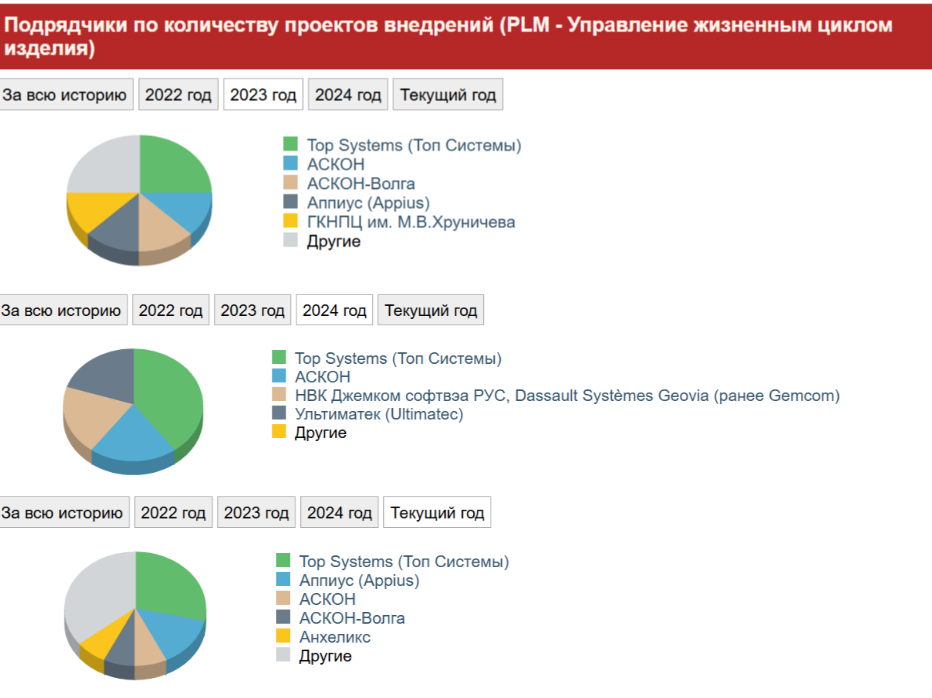 Подрядчики по количеству проектов внедрений (PLM - Управление жизненным циклом
изделия)
За всю историю 2022 год 2023 год 2024 год Текущий год
Top Systems (Топ Системы)
АСКОН
АСКОН-Волга
Аппиус (Appius)
ГКНПЦ им. М.В.Хруничева
Другие
За всю историю 2022 год 2023 год 2024 год Текущий год
Top Systems (Топ Системы)
АСКОН
НВК Джемком софтвэа РУС, Dassault Systèmes Geovia (ранее Gemcom)
Ультиматек (Ultimatec)
Другие
За всю историю 2022 год 2023 год 2024 год Текущий год
Top Systems (Топ Системы)
Аппиус (Appius)
АСКОН
АСКОН-Волга
Анхеликс
Другие